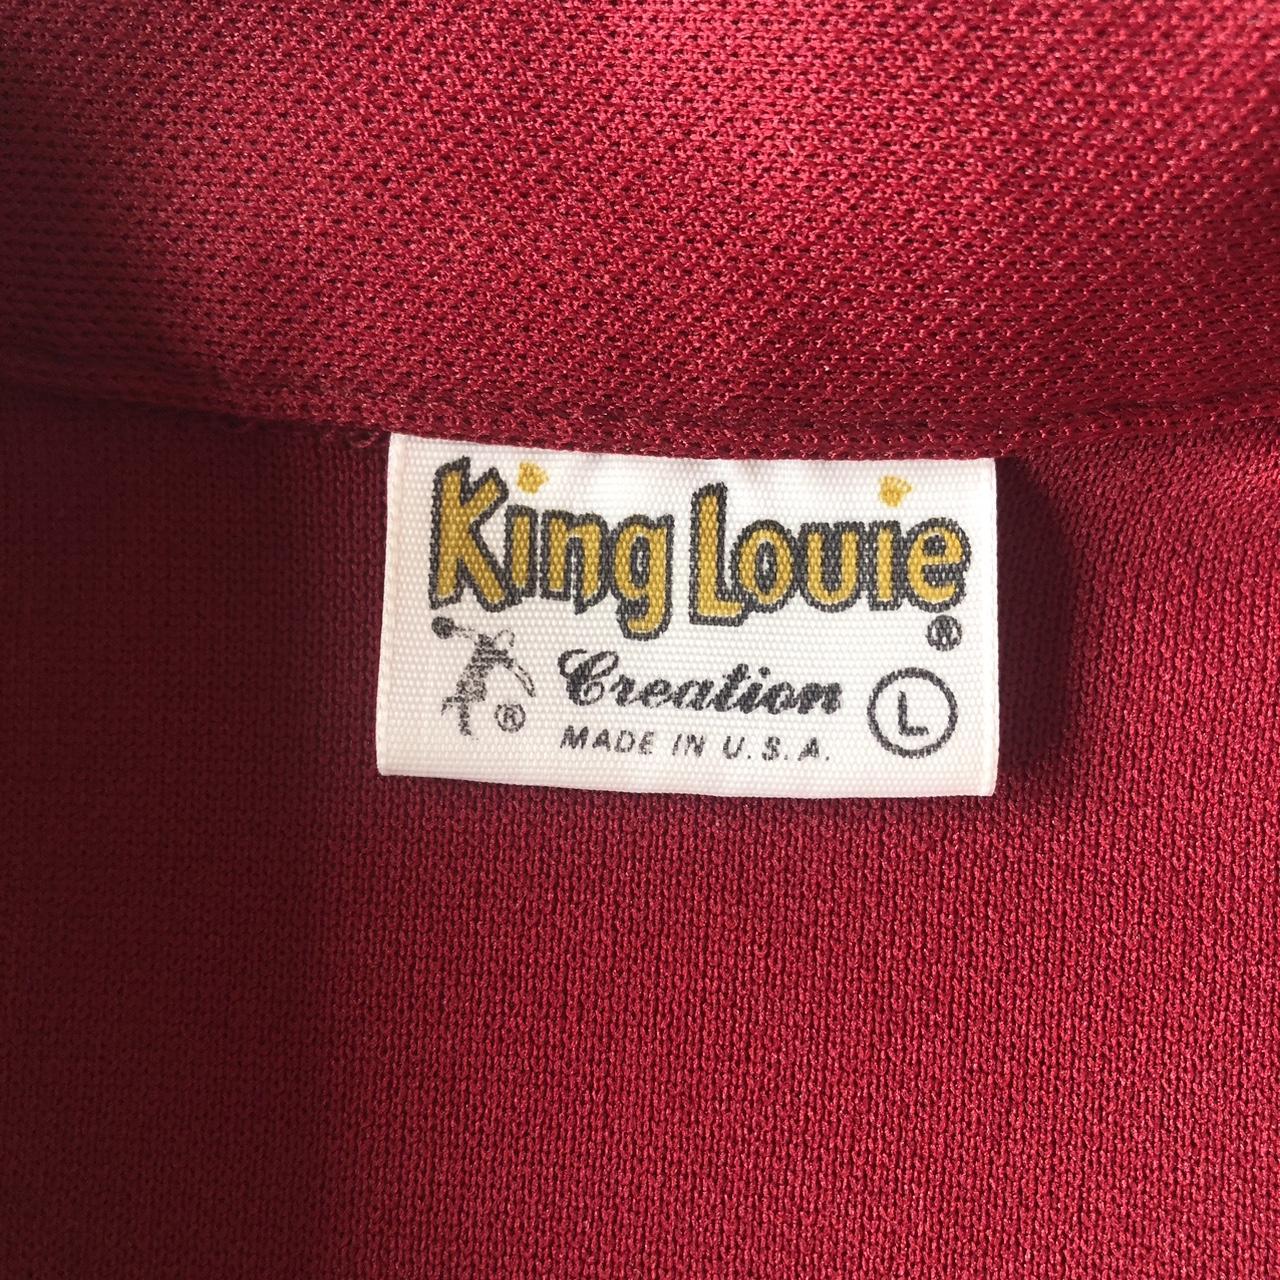 King Louie ®
® Creation L
MADE IN U.S.A.